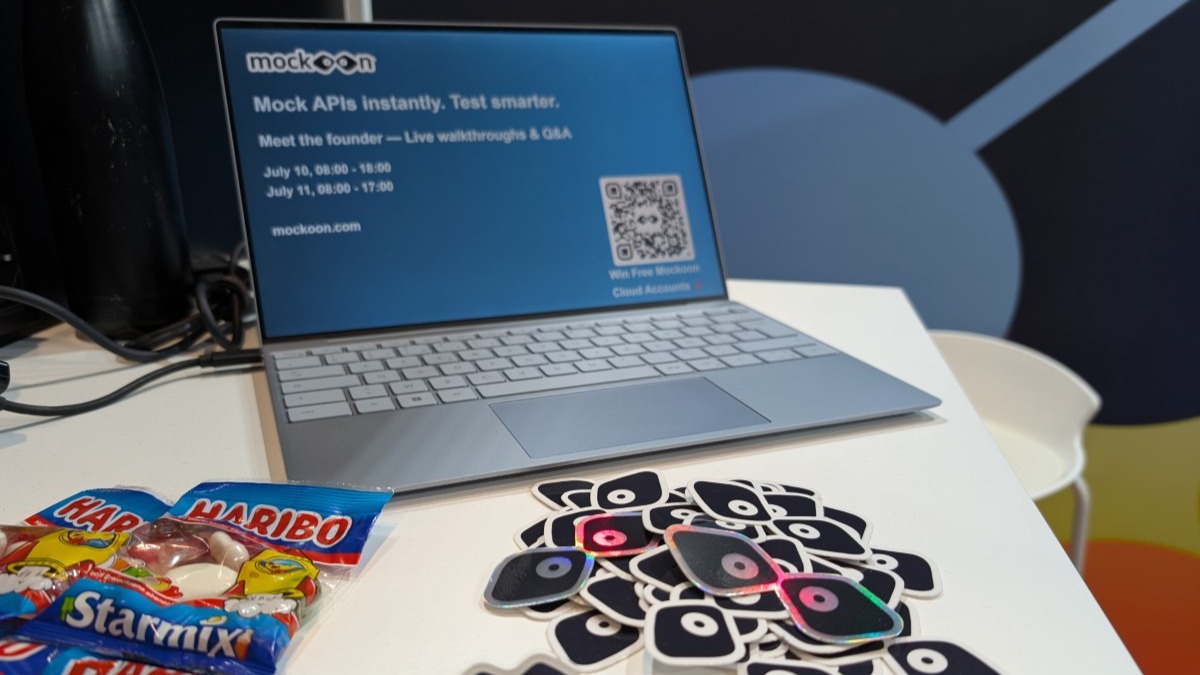 mockoon
Mock APIs instantly. Test smarter.
Meet the founder — Live walkthroughs & Q&A
July 10, 08:00 - 18:00
July 11, 08:00 - 17:00
mockoon.com
Win Free Mockoon
Cloud Accounts
HARIBO
Starmix